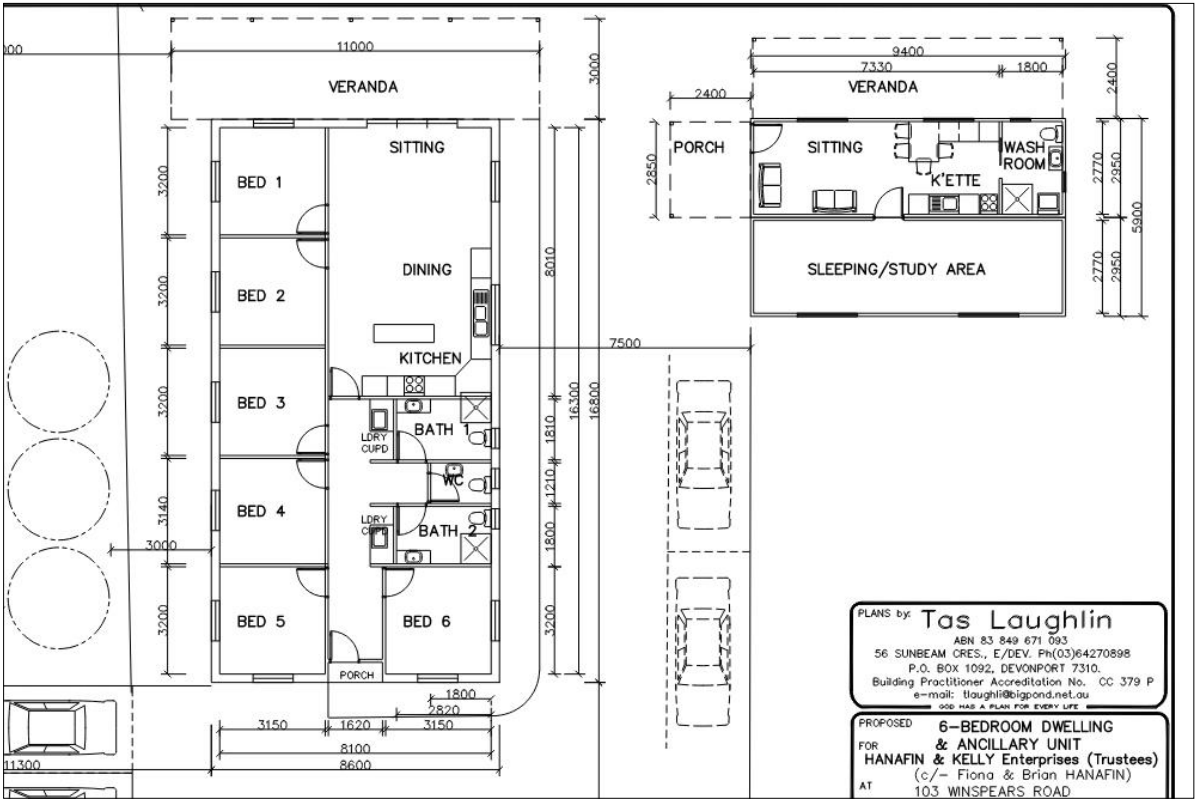 000
11000
VERANDA
3000
9400
7330
1800
VERANDA
2400
2400
SITTING
BED 1
3200
PORCH
2850
SITTING
WASH
ROOM
K'ETTE
2770
2950
5900
BED 2
3200
DINING
8010
SLEEPING/STUDY AREA
2770
2950
KITCHEN
7500
BED 3
3200
16300
16800
BATH 1
LDRY
CUPD
1810
WC
1210
BED 4
3140
LDRY
CUPD
BATH 2
1800
3000
BED 5
3200
BED 6
3200
PORCH
1800
2820
3150
1620
3150
8100
11300
8600
PLANS by: Tas Laughlin
ABN 83 849 671 093
56 SUNBEAM CRES., E/DEV. Ph(03)64270898
P.O. BOX 1092, DEVONPORT 7310.
Building Practitioner Accreditation No. CC 379 P
e-mail: tlaughli@bigpond.net.au
GOD HAS A PLAN FOR EVERY LIFE
PROPOSED 6-BEDROOM DWELLING
& ANCILLARY UNIT
FOR
HANAFIN & KELLY Enterprises (Trustees)
(c/- Fiona & Brian HANAFIN)
AT
103 WINSPEARS ROAD